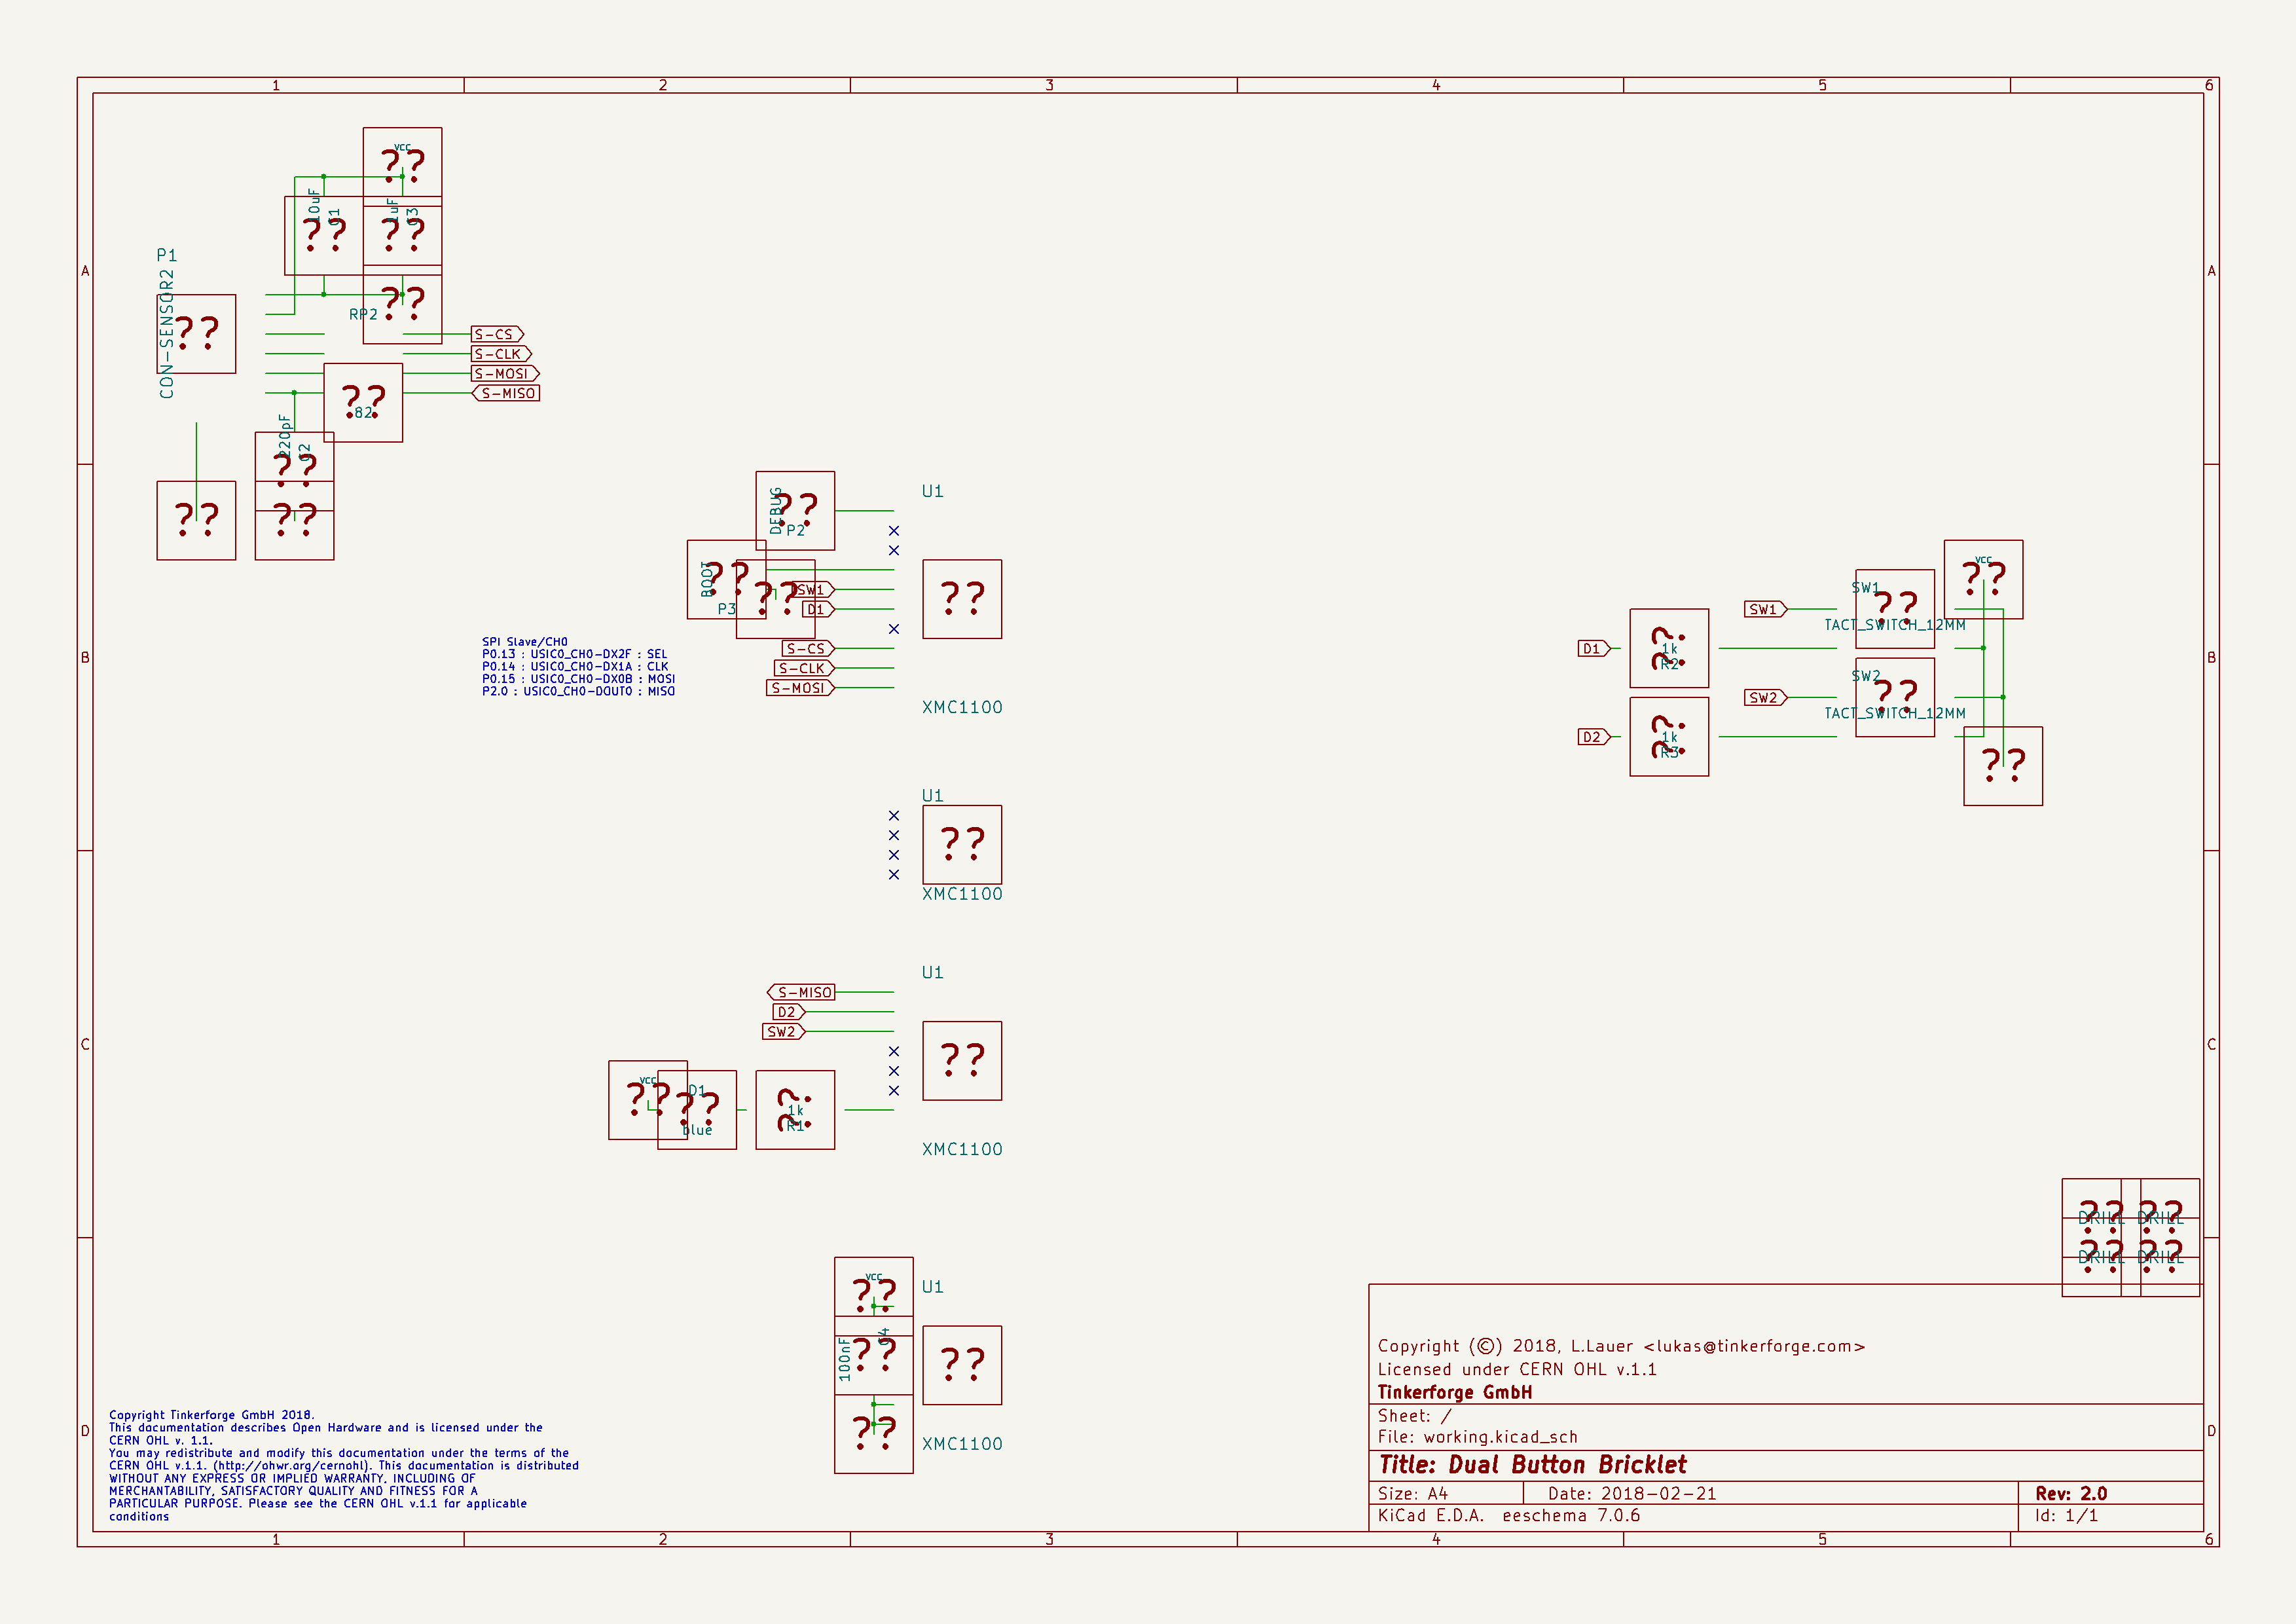 1 2 3 4 5 6
A A
B B
C C
D D
1 2 3 4 5 6
VCC
??
10uF
C1
??
1uF
C3
??
??
P1
CON-SENSOR2
??
RP2
S-CS
S-CLK
S-MOSI
S-MISO
??
82
220pF
C2
??
??
??
DEBUG
??
P2
BOOT
??
P3
??
SW1
D1
S-CS
S-CLK
S-MOSI
U1
??
XMC1100
SPI Slave/CH0
P0.13 : USIC0_CH0-DX2F : SEL
P0.14 : USIC0_CH0-DX1A : CLK
P0.15 : USIC0_CH0-DX0B : MOSI
P2.0 : USIC0_CH0-DOUT0 : MISO
U1
??
XMC1100
U1
S-MISO
D2
SW2
??
XMC1100
VCC
??
D1
??
blue
??
1k
R1
VCC
??
C4
100nF
??
??
U1
??
XMC1100
SW1
SW1
??
TACT_SWITCH_12MM
VCC
??
D1
??
1k
R2
SW2
SW2
??
TACT_SWITCH_12MM
D2
??
1k
R3
??
?? ??
DRILL DRILL
?? ??
DRILL DRILL
Copyright Tinkerforge GmbH 2018.
This documentation describes Open Hardware and is licensed under the
CERN OHL v. 1.1.
You may redistribute and modify this documentation under the terms of the
CERN OHL v.1.1. (http://ohwr.org/cernohl). This documentation is distributed
WITHOUT ANY EXPRESS OR IMPLIED WARRANTY, INCLUDING OF
MERCHANTABILITY, SATISFACTORY QUALITY AND FITNESS FOR A
PARTICULAR PURPOSE. Please see the CERN OHL v.1.1 for applicable
conditions
Copyright (©) 2018, L.Lauer <lukas@tinkerforge.com>
Licensed under CERN OHL v.1.1
Tinkerforge GmbH
Sheet: /
File: working.kicad_sch
Title: Dual Button Bricklet
Size: A4 Date: 2018-02-21 Rev: 2.0
KiCad E.D.A. eeschema 7.0.6 Id: 1/1